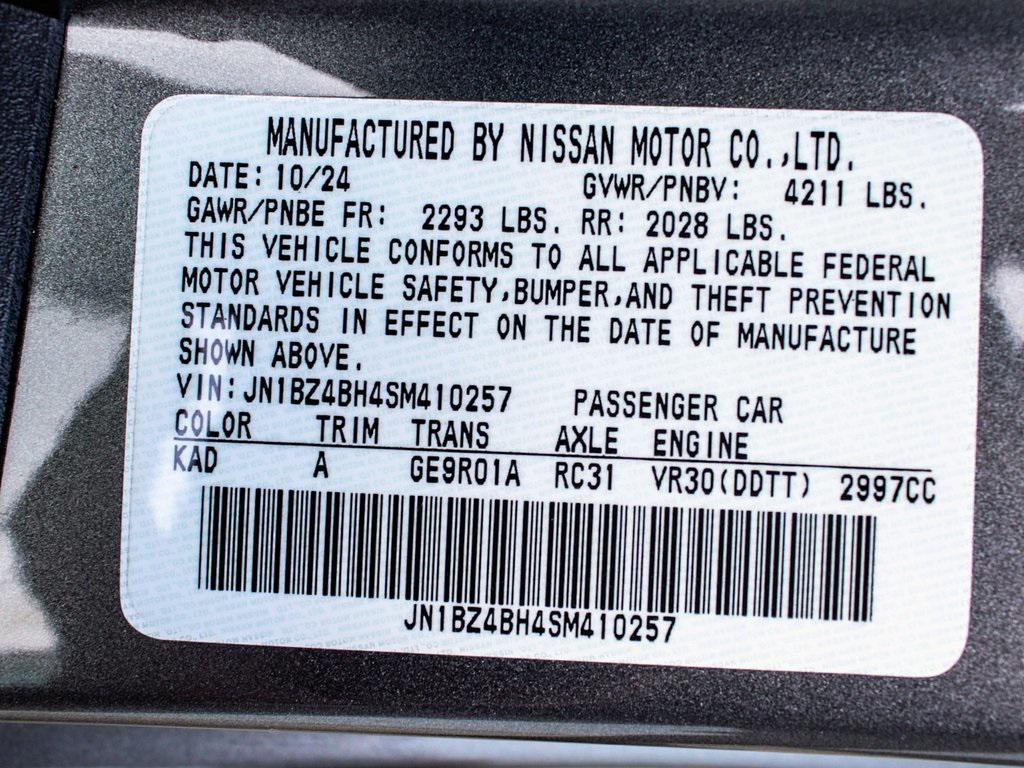 MANUFACTURED BY NISSAN MOTOR CO.,LTD.
DATE: 10/24 GVWR/PNBV: 4211 LBS.
GAWR/PNBE FR: 2293 LBS. RR: 2028 LBS.
THIS VEHICLE CONFORMS TO ALL APPLICABLE FEDERAL
MOTOR VEHICLE SAFETY,BUMPER,AND THEFT PREVENTION
STANDARDS IN EFFECT ON THE DATE OF MANUFACTURE
SHOWN ABOVE.
VIN:JN1BZ4BH4SM410257 PASSENGER CAR
COLOR TRIM TRANS AXLE ENGINE
KAD A GE9R01A RC31 VR30(DDTT) 2997CC
JN1BZ4BH4SM410257